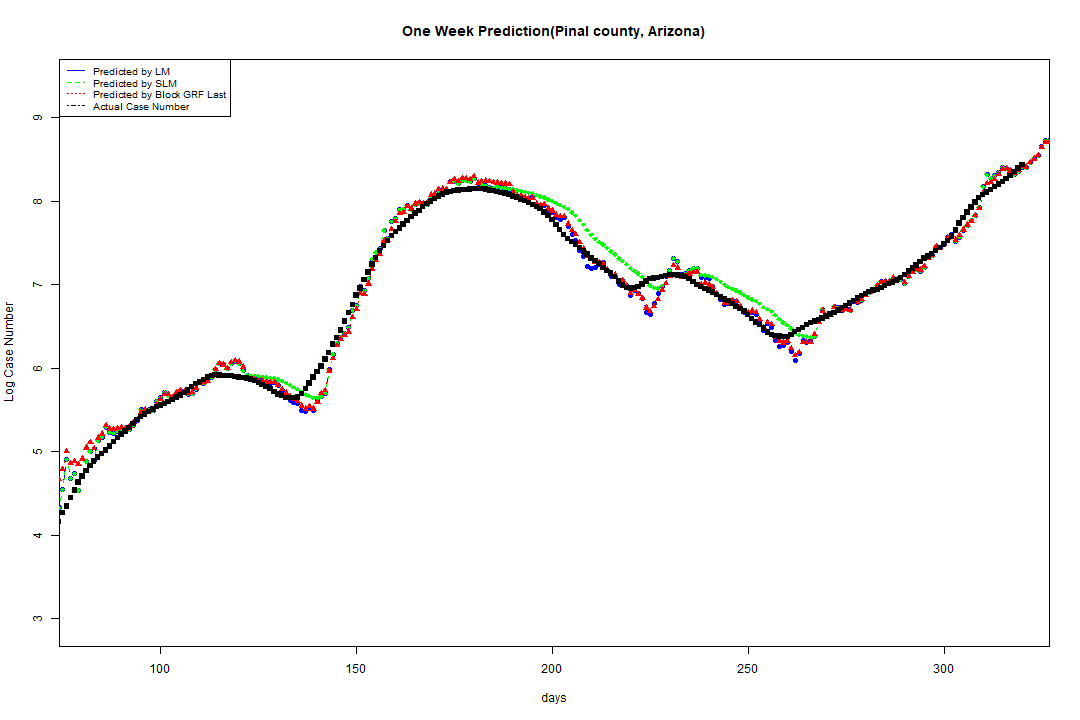 One Week Prediction(Pinal county, Arizona)
Predicted by LM
Predicted by SLM
Predicted by Block GRF Last
Actual Case Number
9
8
7
6
5
4
3
Log Case Number
100 150 200 250 300
days